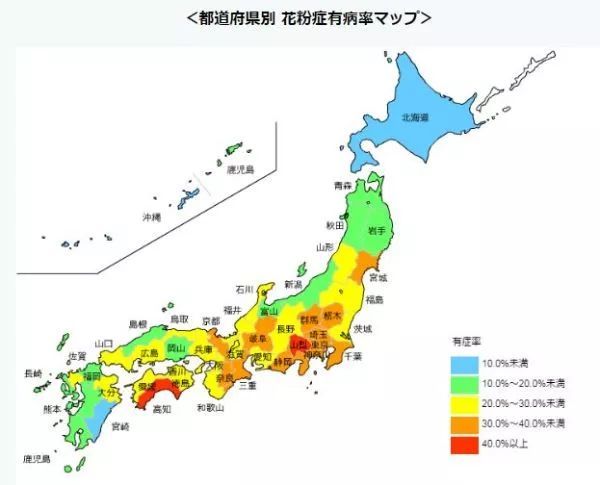 ＜都道府県別 花粉症有病率マップ＞
北海道
鹿児島
沖縄
青森
秋田
岩手
山形
宮城
新潟
福島
石川
富山
群馬
栃木
福井
長野
茨城
埼玉
鳥取
京都
岐阜
山梨
東京
島根
神奈川
山口
岡山
兵庫
滋賀
愛知
静岡
千葉
佐賀
広島
福岡
香川
阪
奈良
三重
長崎
大分
愛媛
徳島
熊本
高知
和歌山
宮崎
鹿児島
有症率
10.0%未満
10.0%～20.0%未満
20.0%～30.0%未満
30.0%～40.0%未満
40.0%以上